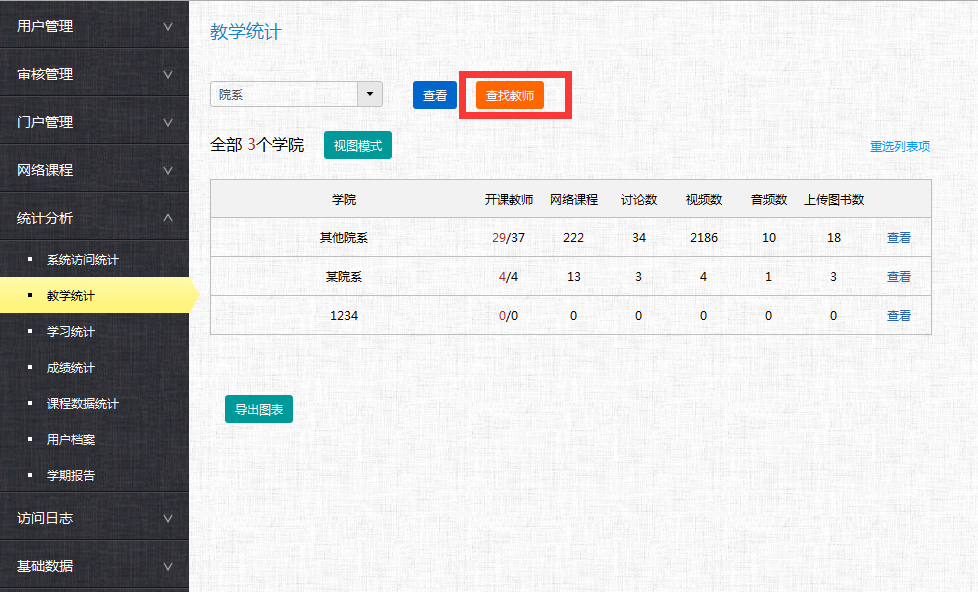 用户管理
审核管理
门户管理
网络课程
统计分析
系统访问统计
教学统计
学习统计
成绩统计
课程数据统计
用户档案
学期报告
访问日志
基础数据
教学统计
院系 查看 查找教师
全部 3个学院 视图模式 重选列表项
学院 开课教师 网络课程 讨论数 视频数 音频数 上传图书数
其他院系 29/37 222 34 2186 10 18 查看
某院系 4/4 13 3 4 1 3 查看
1234 0/0 0 0 0 0 0 查看
导出图表